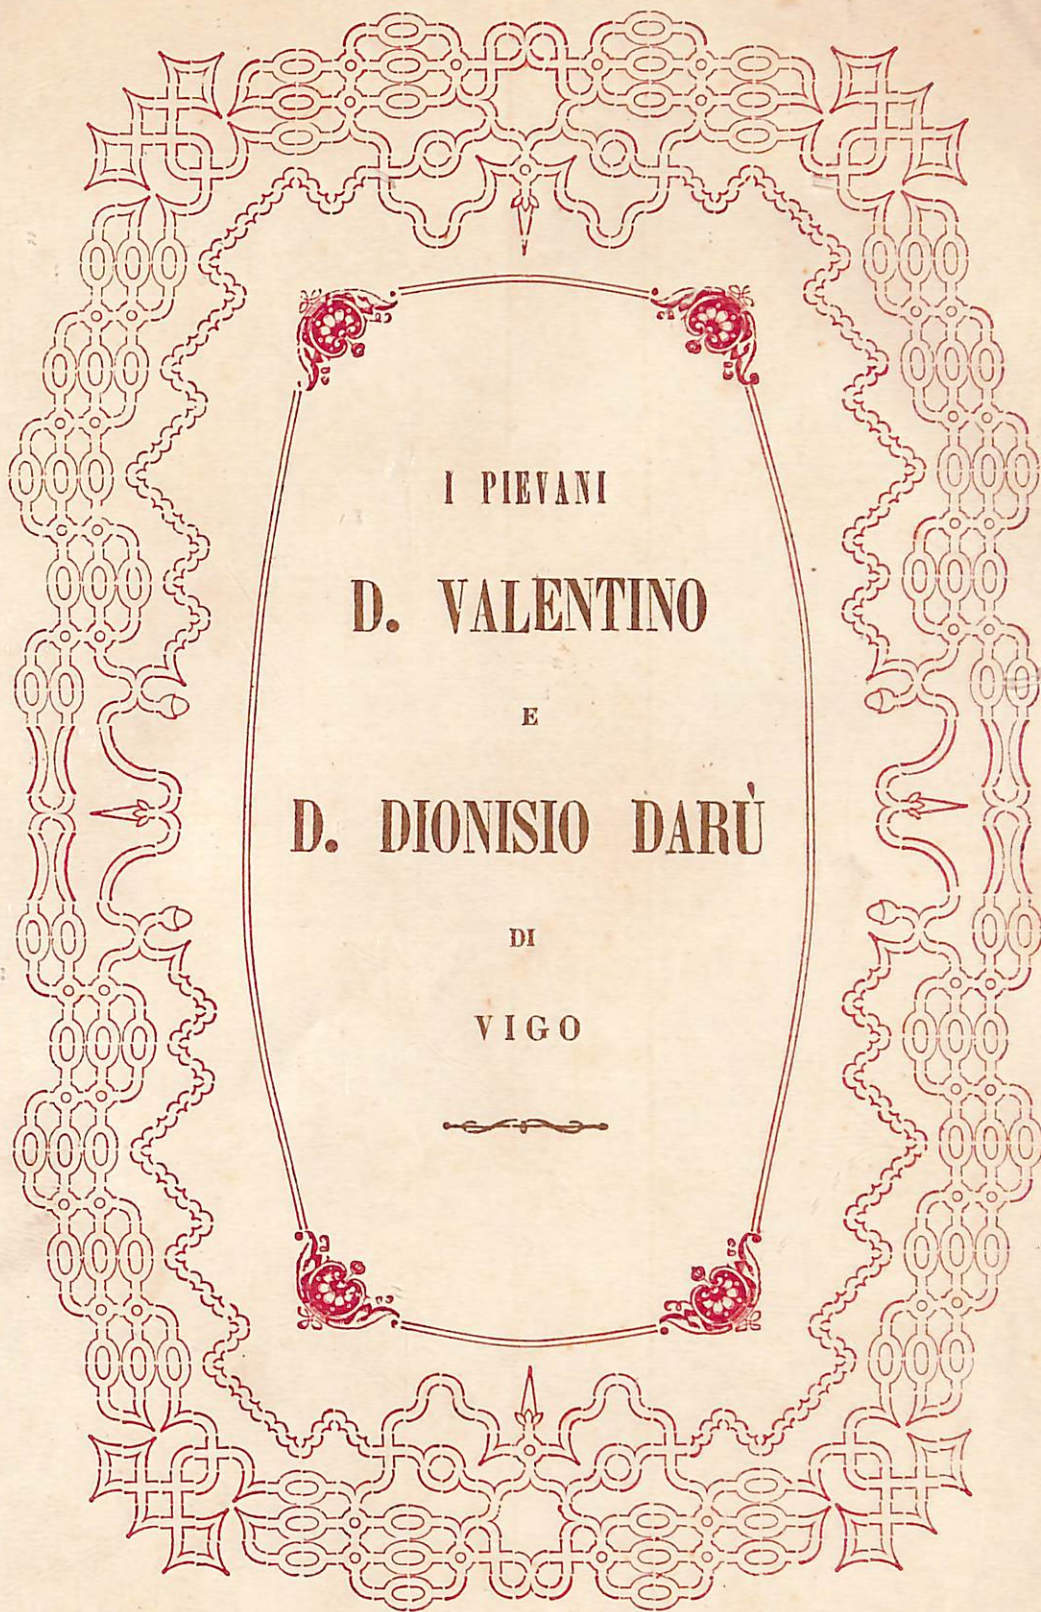 I PIEVANI
D. VALENTINO
E
D. DIONISIO DARÙ
DI
VIGO